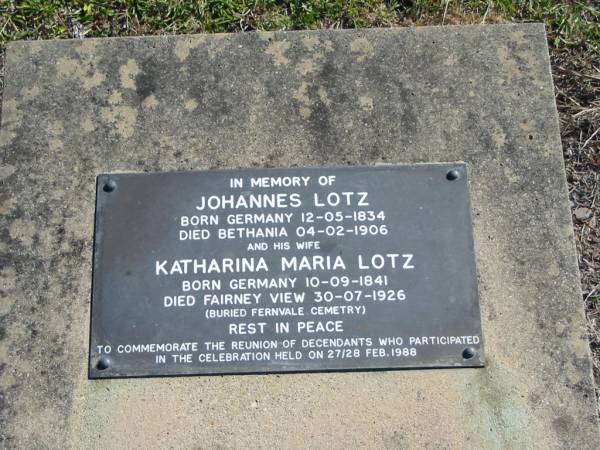 IN MEMORY OF
JOHANNES LOTZ
BORN GERMANY 12-05-1834
DIED BETHANIA 04-02-1906
AND HIS WIFE
KATHARINA MARIA LOTZ
BORN GERMANY 10-09-1841
DIED FAIRNEY VIEW 30-07-1926
(BURIED FERNVALE CEMETRY)
REST IN PEACE
TO COMMEMORATE THE REUNION OF DECENDANTS WHO PARTICIPATED
IN THE CELEBRATION HELD ON 27/28 FEB. 1988